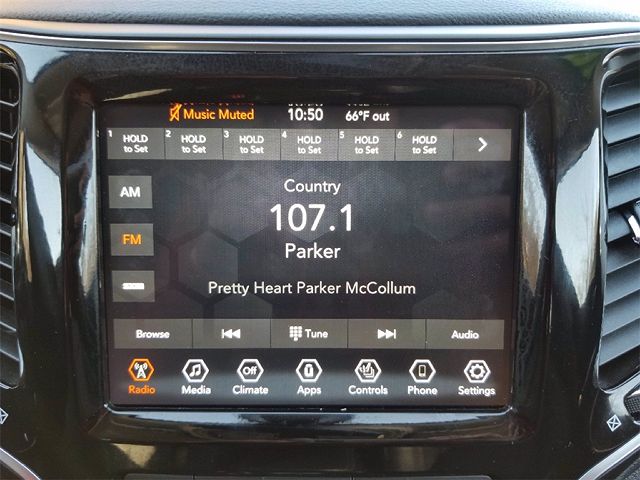 Music Muted
10:50
66°F out
1 HOLD to Set
2 HOLD to Set
3 HOLD to Set
4 HOLD to Set
5 HOLD to Set
6 HOLD to Set
AM
Country
107.1
FM
Parker
Pretty Heart Parker McCollum
Browse
Tune
Audio
Off
Radio
Media
Climate
Apps
Controls
Phone
Settings